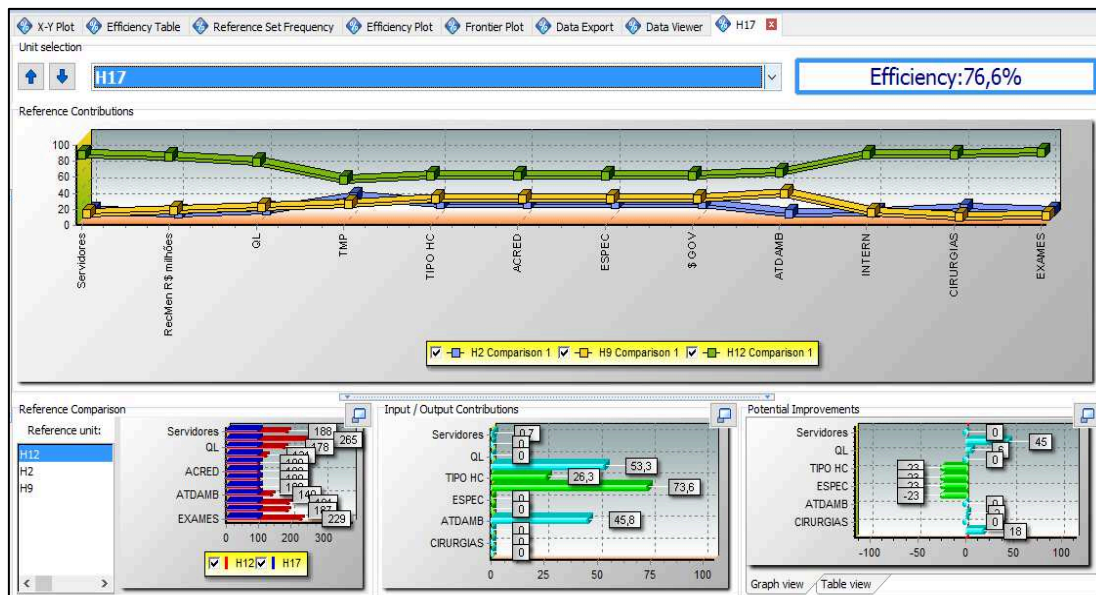 X-Y Plot Efficiency Table Reference Set Frequency Efficiency Plot Frontier Plot Data Export Data Viewer H17
Unit selection
H17
Efficiency:76,6%
Reference Contributions
100
80
60
40
20
0
Servidores
RecMen R$ milhões
QL
TMP
TIPO HC
ACRED
ESPEC
$ GOV
ATDAMB
INTERN
CIRURGIAS
EXAMES
H2 Comparison 1 H9 Comparison 1 H12 Comparison 1
Reference Comparison
Reference unit:
H12
H2
H9
Servidores
QL
ACRED
ATDAMB
EXAMES
188
265
178
229
0 100 200 300
H12 H17
Input / Output Contributions
Servidores
QL
TIPO HC
ESPEC
ATDAMB
CIRURGIAS
0,7
0
0
53,3
26,3
73,6
0
0
45,8
0
0
0
0 25 50 75 100
Potential Improvements
Servidores
QL
TIPO HC
ESPEC
ATDAMB
CIRURGIAS
0
45
0
-23
-23
0
18
-100 -50 0 50 100
Graph view Table view